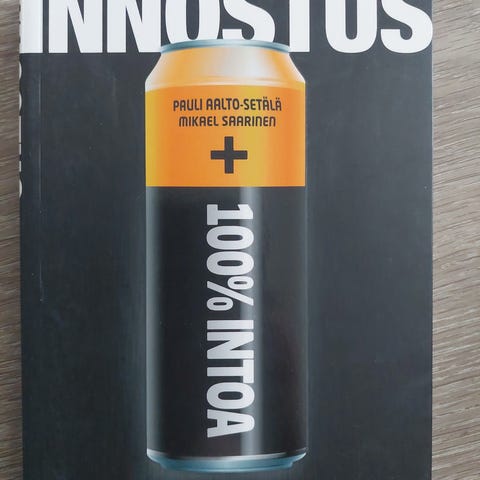 INNOSTUS
PAULI AALTO-SETÄLÄ
MIKAEL SAARINEN
+
100% INTOA